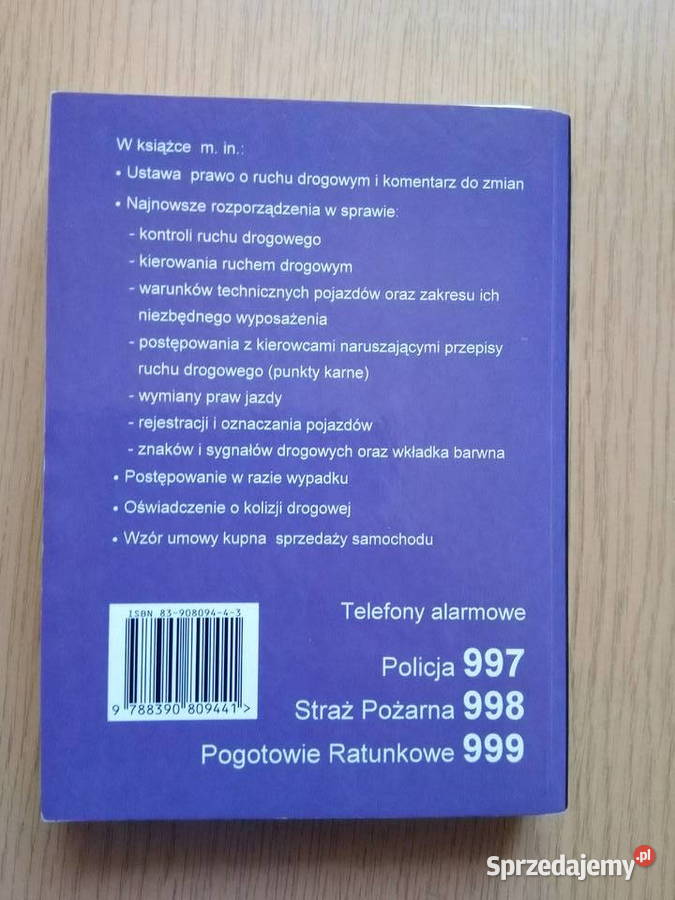 W książce m. in.:
• Ustawa prawo o ruchu drogowym i komentarz do zmian
• Najnowsze rozporządzenia w sprawie:
- kontroli ruchu drogowego
- kierowania ruchem drogowym
- warunków technicznych pojazdów oraz zakresu ich
niezbędnego wyposażenia
- postępowania z kierowcami naruszającymi przepisy
ruchu drogowego (punkty karne)
- wymiany praw jazdy
- rejestracji i oznaczania pojazdów
- znaków i sygnałów drogowych oraz wkładka barwna
• Postępowanie w razie wypadku
• Oświadczenie o kolizji drogowej
• Wzór umowy kupna sprzedaży samochodu
ISBN 83-908094-4-3
9 788390 809441 >
Telefony alarmowe
Policja 997
Straż Pożarna 998
Pogotowie Ratunkowe 999
Sprzedajemy.pl